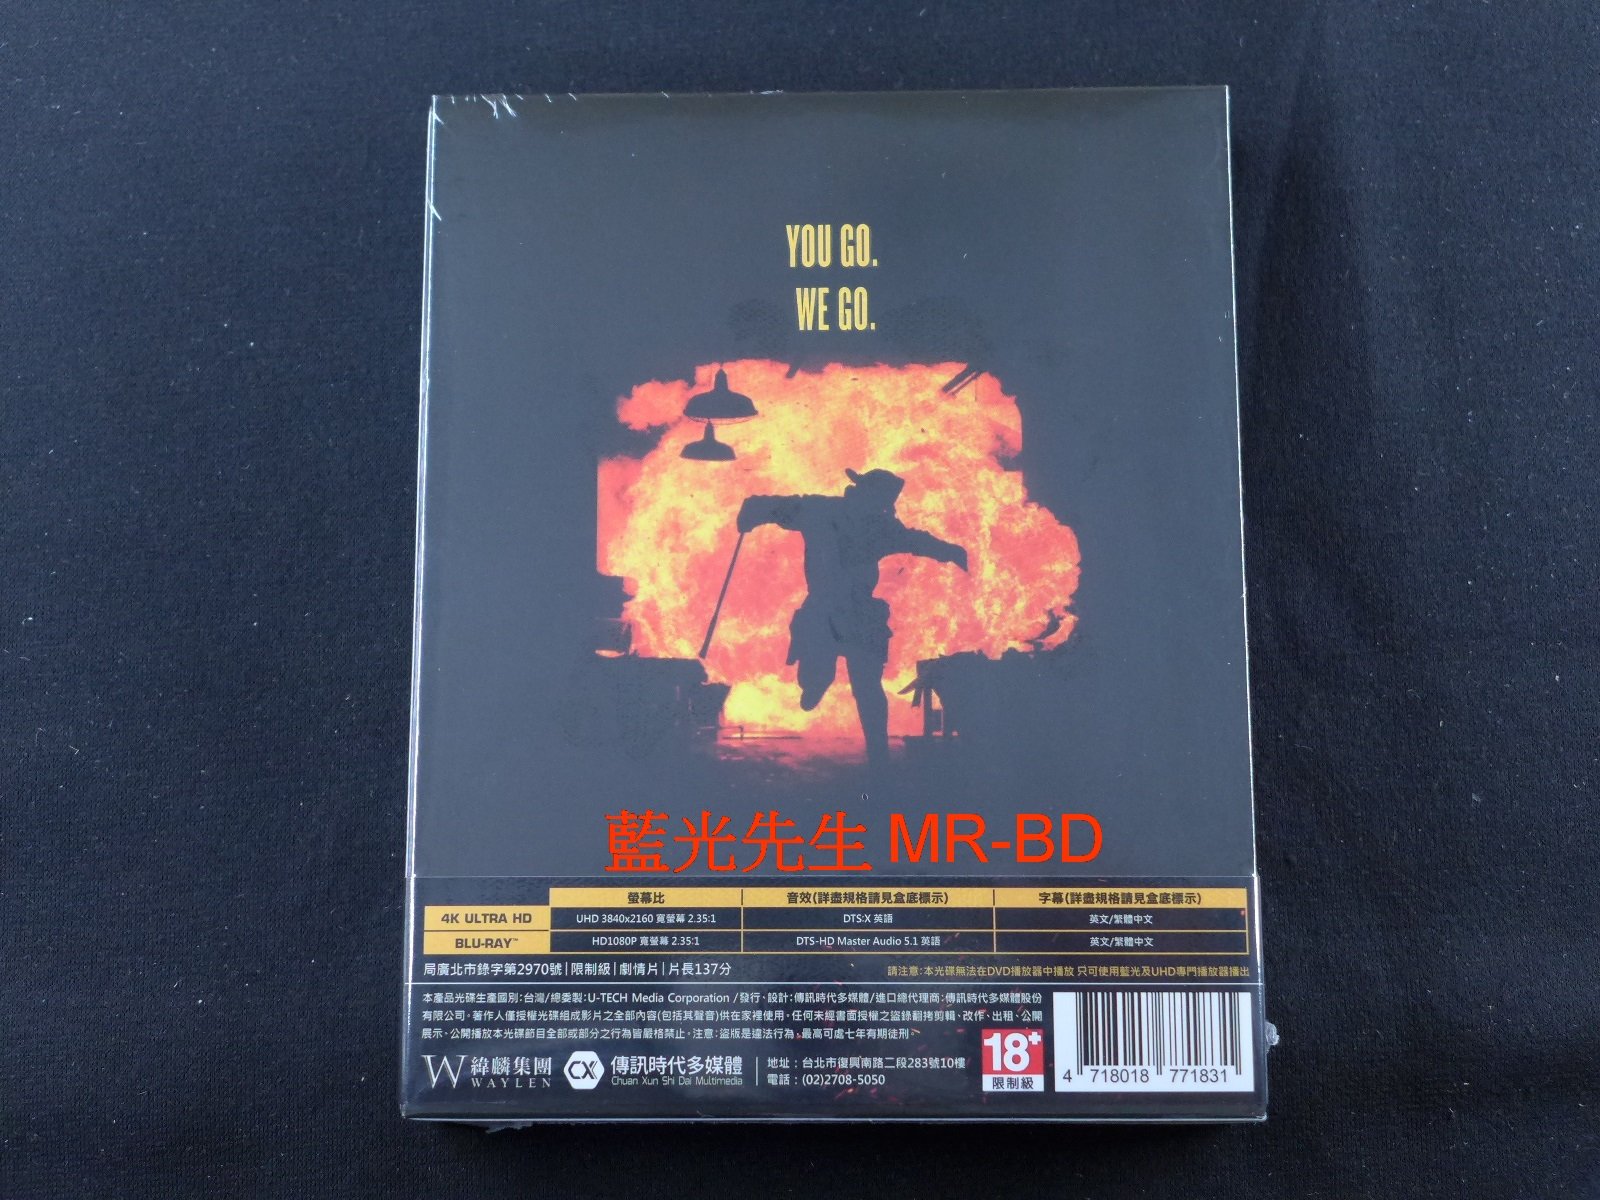 YOU GO.
WE GO.
藍光先生 MR-BD
螢幕比 音效(詳盡規格請見盒底標示) 字幕(詳盡規格請見盒底標示)
4K ULTRA HD UHD 3840x2160 寬螢幕 2.35:1 DTS:X 英語 英文/繁體中文
BLU-RAY™ HD1080P 寬螢幕 2.35:1 DTS-HD Master Audio 5.1 英語 英文/繁體中文
局廣北市錄字第2970號|限制級|劇情片|片長137分
請注意:本光碟無法在DVD播放器中播放 只可使用藍光及UHD專門播放器播出
本產品光碟生產國別:台灣/總委製:U-TECH Media Corporation /發行、設計:傳訊時代多媒體/進口總代理商:傳訊時代多媒體股份
有限公司。著作人僅授權光碟組成影片之全部內容(包括其聲音)供在家裡使用。任何未經書面授權之盜錄翻拷剪輯、改作、出租、公開
展示、公開播放本光碟節目全部或部分之行為皆嚴格禁止。注意:盜版是違法行為、最高可處七年有期徒刑。
W 緯麟集團
WAYLEN
CX 傳訊時代多媒體
Chuan Xun Shi Dai Multimedia
地址:台北市復興南路二段283號10樓
電話:(02)2708-5050
18+
限制級
4 718018 771831